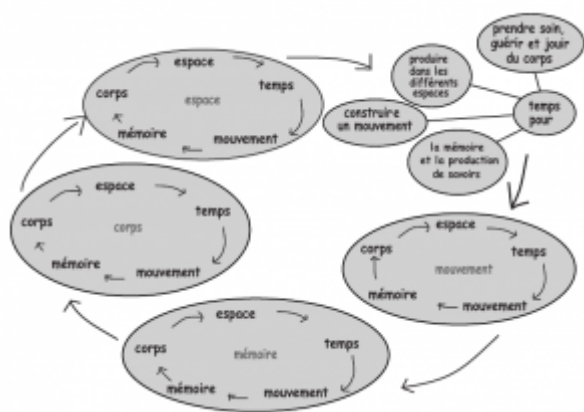 espace
temps
mouvement
mémoire
corps
espace
prendre soin,
guérir et jouir
du corps
produire
dans les
différents
espaces
construire
un mouvement
temps
pour
la mémoire
et la production
de savoirs
espace
temps
mouvement
mémoire
corps
mouvement
espace
temps
mouvement
mémoire
corps
mémoire
espace
temps
mouvement
mémoire
corps
corps